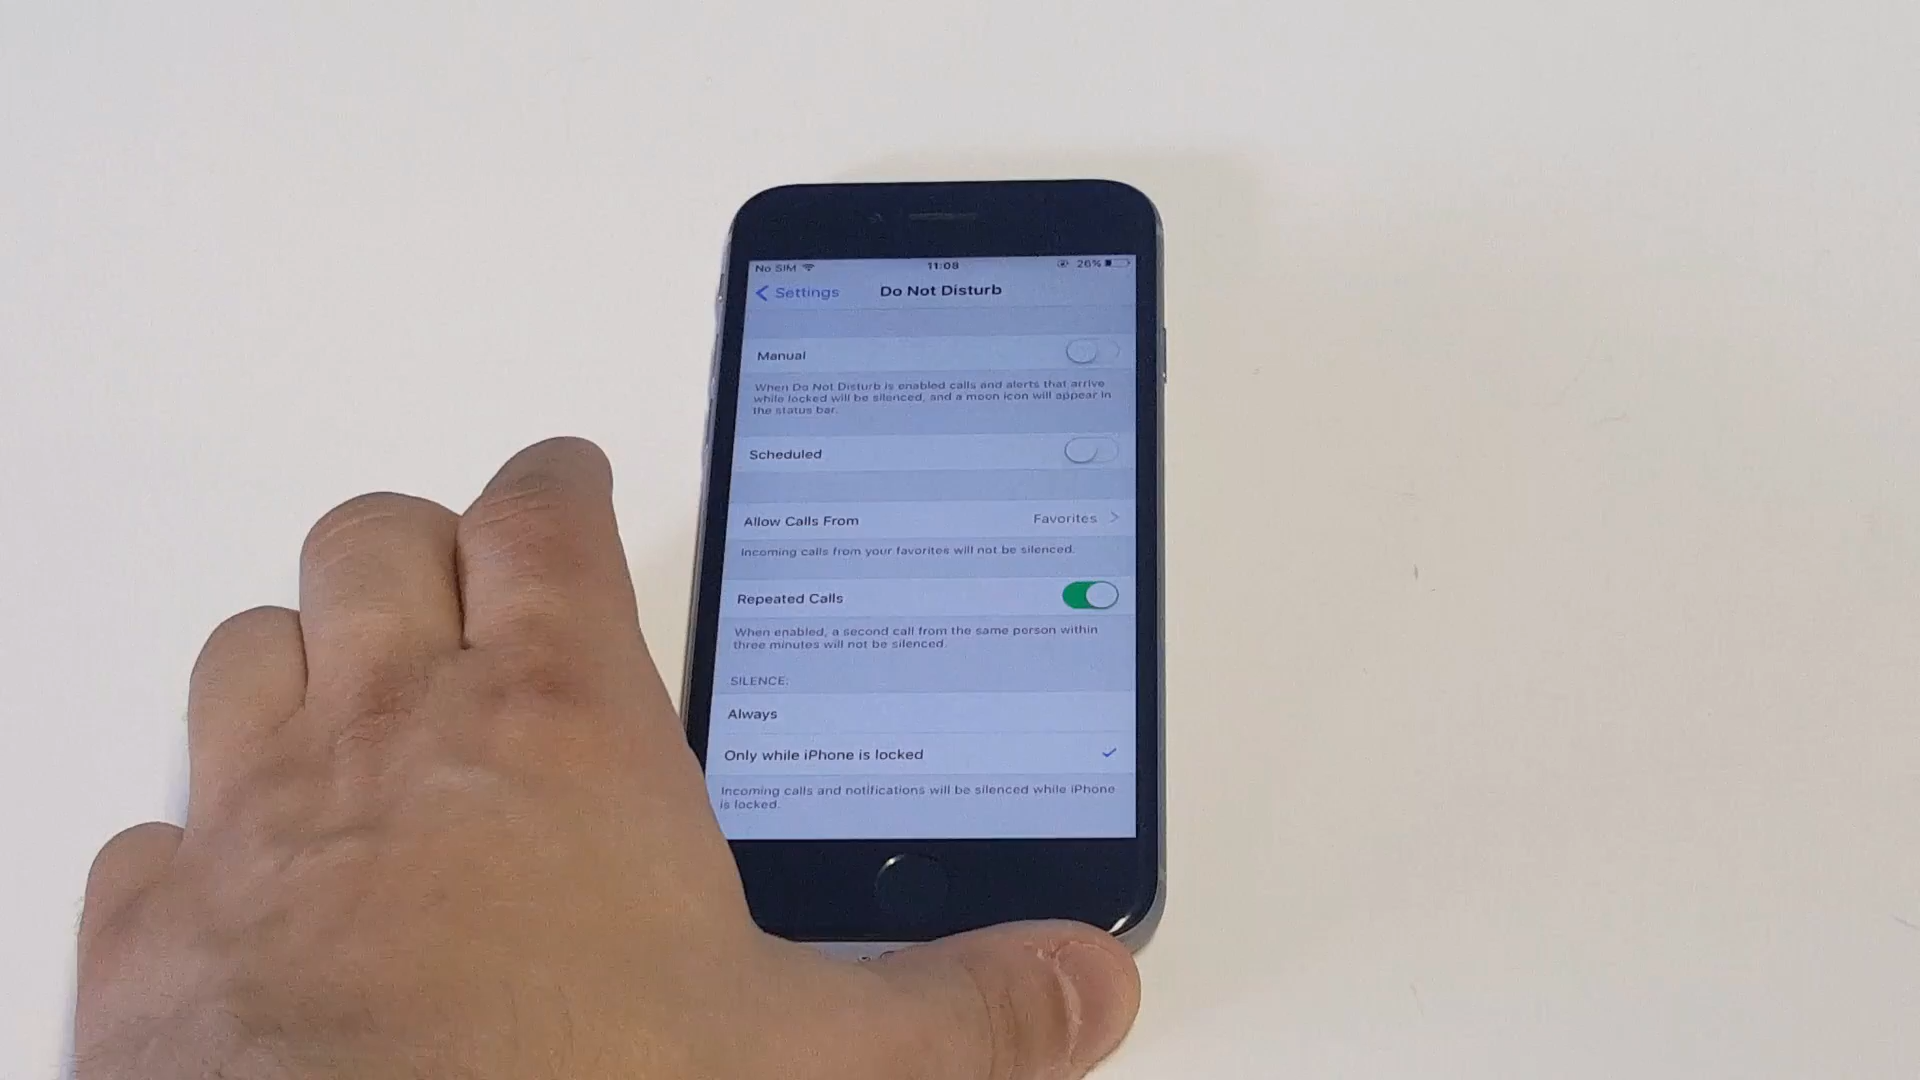 No SIM 11:08 26%
Settings Do Not Disturb
Manual
When Do Not Disturb is enabled calls and alerts that arrive
while locked will be silenced, and a moon icon will appear in
the status bar.
Scheduled
Allow Calls From Favorites
Incoming calls from your favorites will not be silenced.
Repeated Calls
When enabled, a second call from the same person within
three minutes will not be silenced.
SILENCE:
Always
Only while iPhone is locked
Incoming calls and notifications will be silenced while iPhone
is locked.